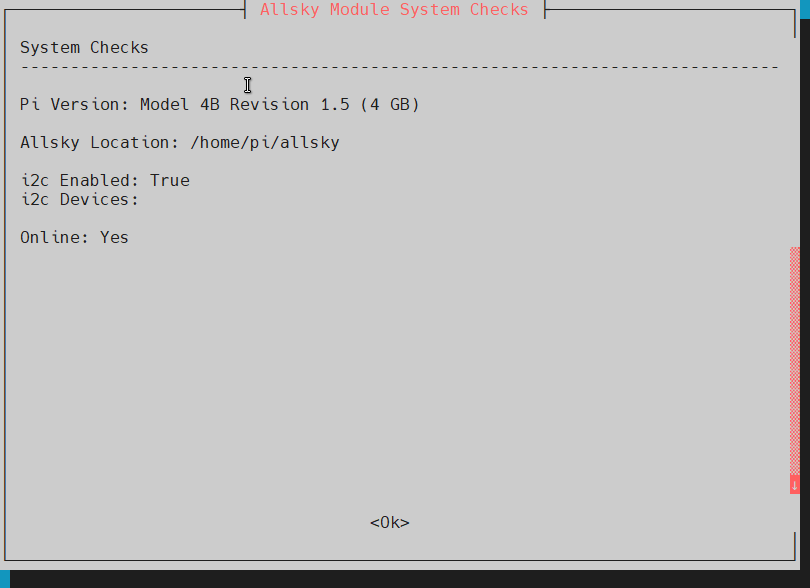 Allsky Module System Checks
System Checks
----------------------------------------------------------------------------
Pi Version: Model 4B Revision 1.5 (4 GB)
Allsky Location: /home/pi/allsky
i2c Enabled: True
i2c Devices:
Online: Yes
↓
<Ok>